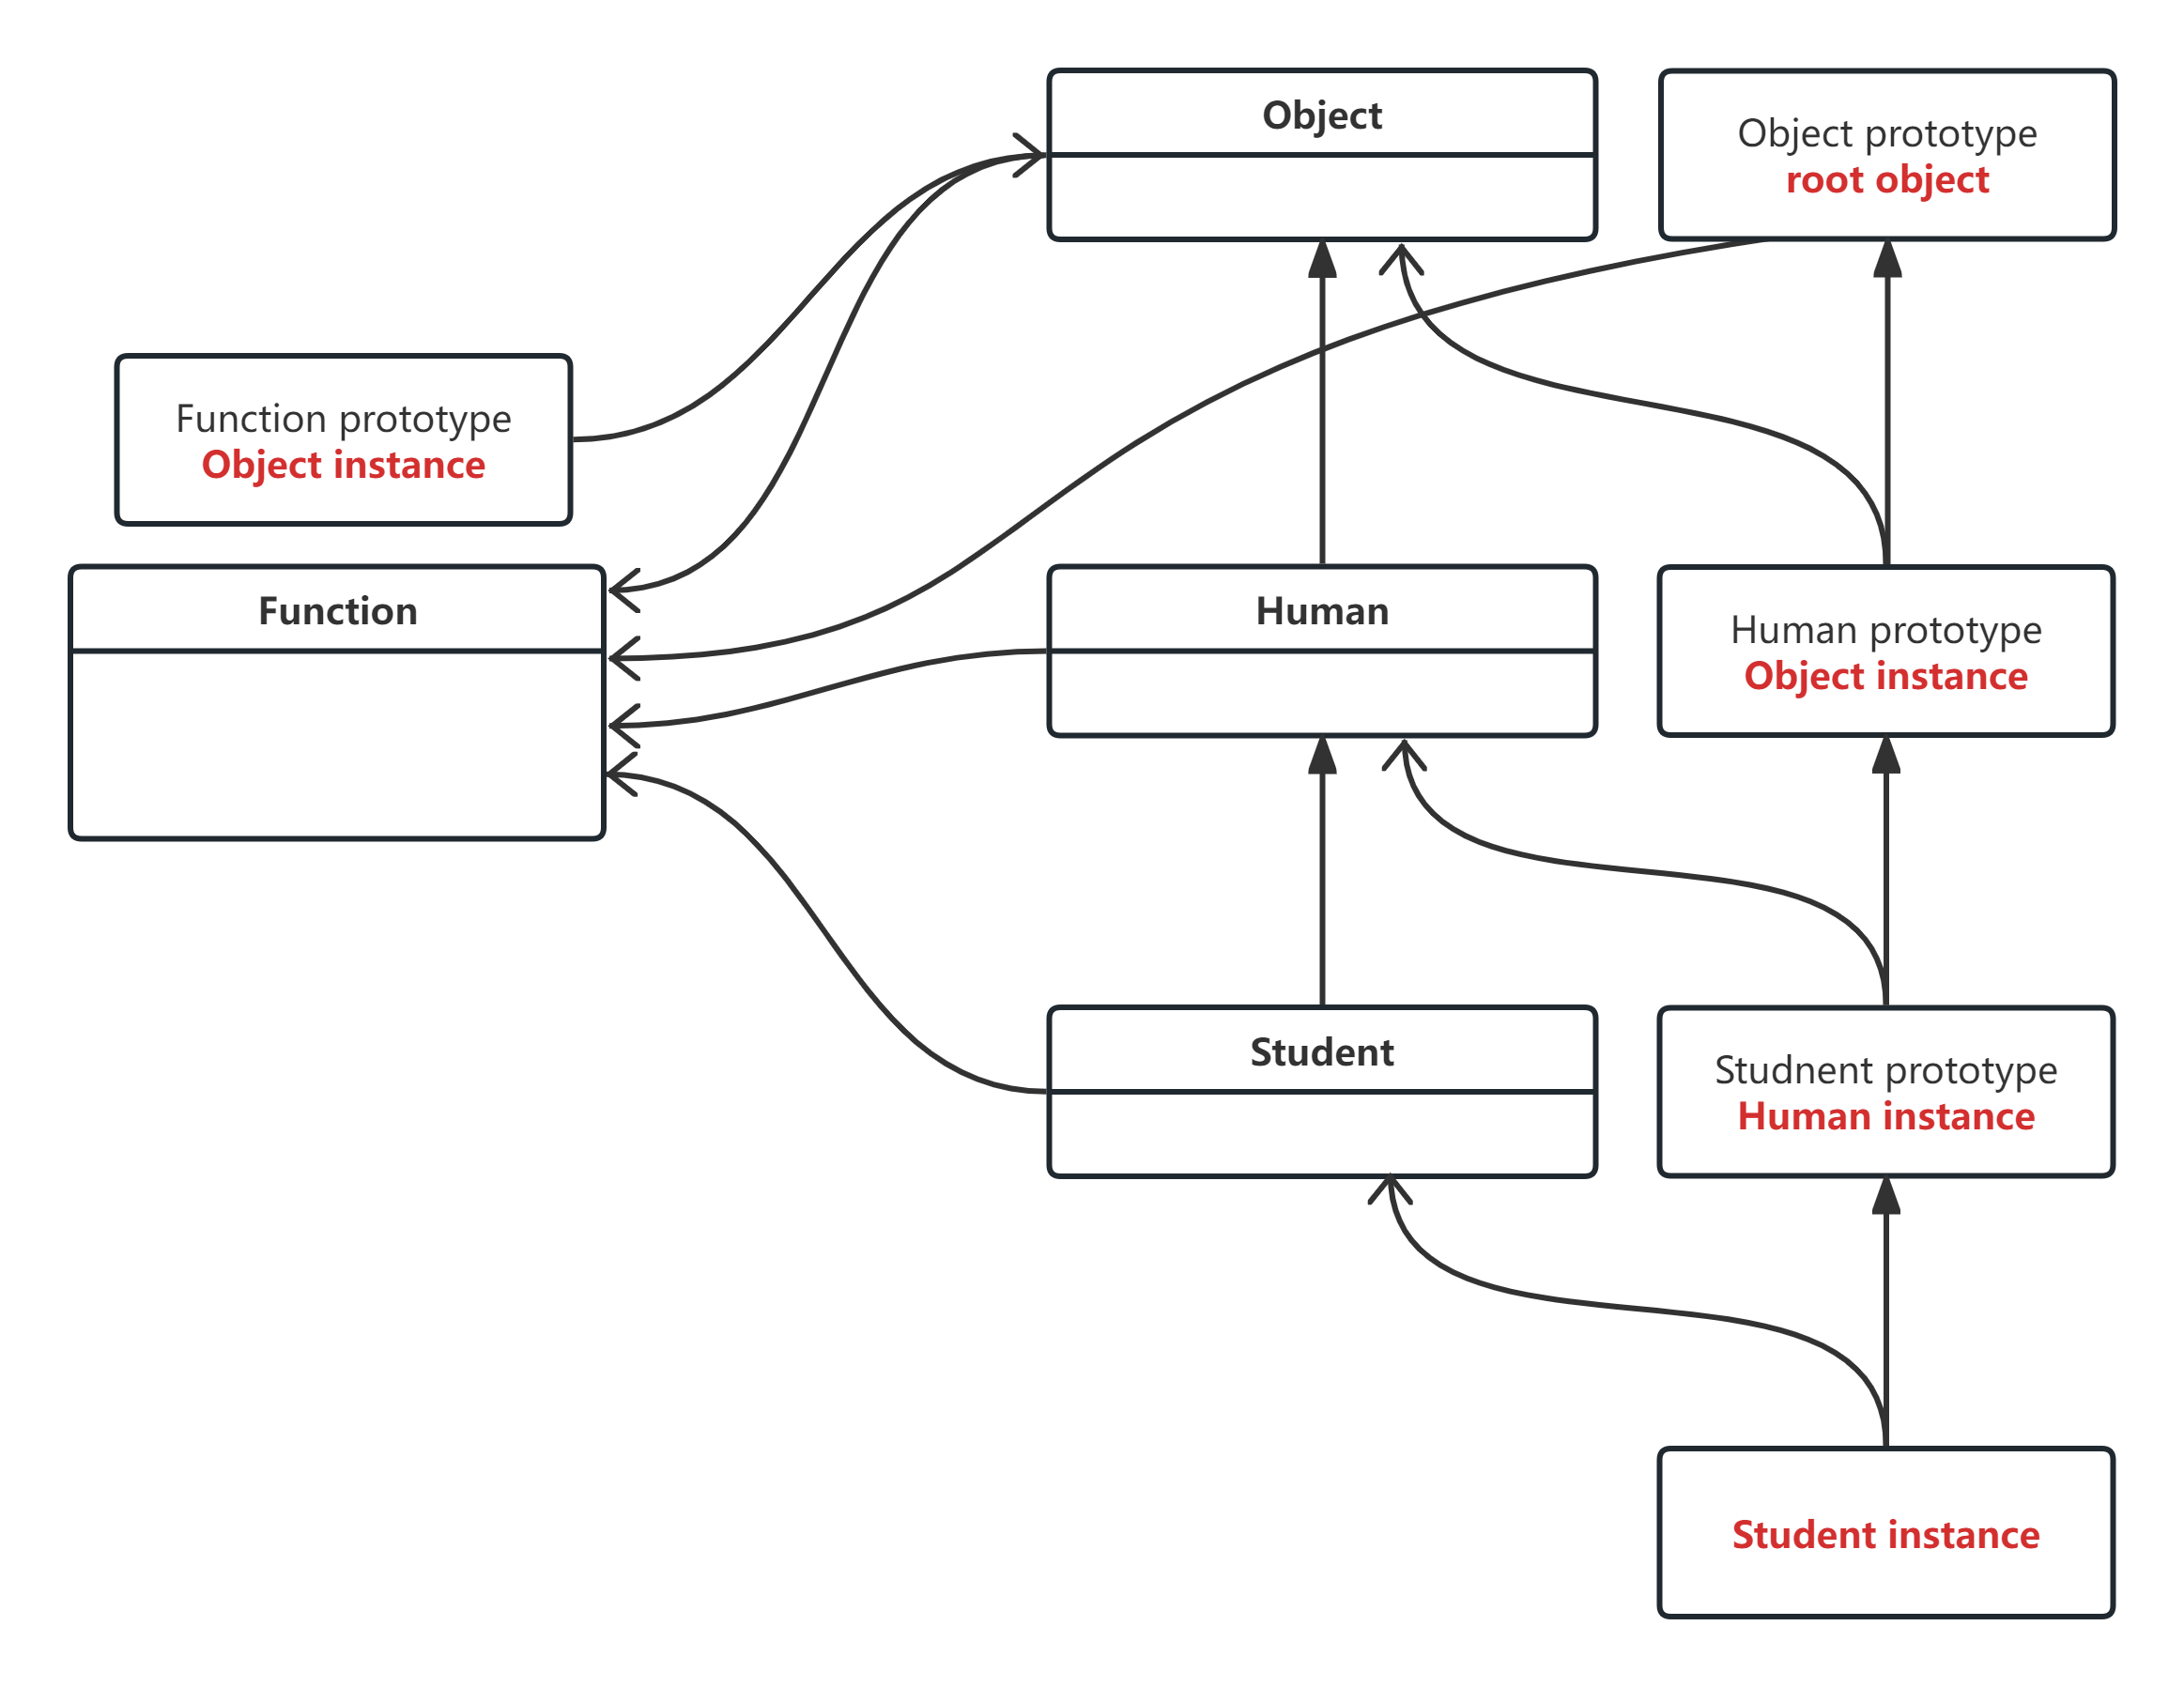 Object
Object prototype
root object
Function prototype
Object instance
Function
Human
Human prototype
Object instance
Student
Studnent prototype
Human instance
Student instance